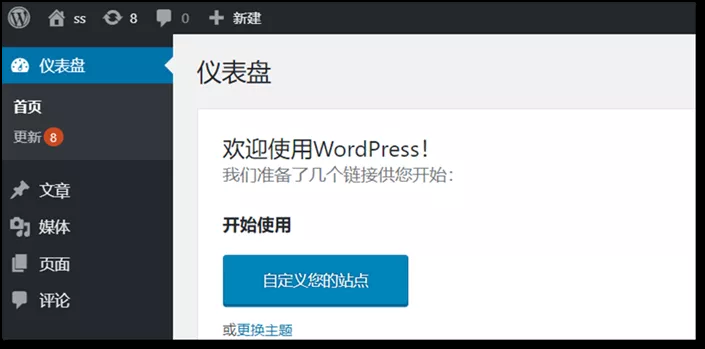 ss 8 0 新建
仪表盘
首页
更新 8
文章
媒体
页面
评论
仪表盘
欢迎使用WordPress！
我们准备了几个链接供您开始：
开始使用
自定义您的站点
或更换主题